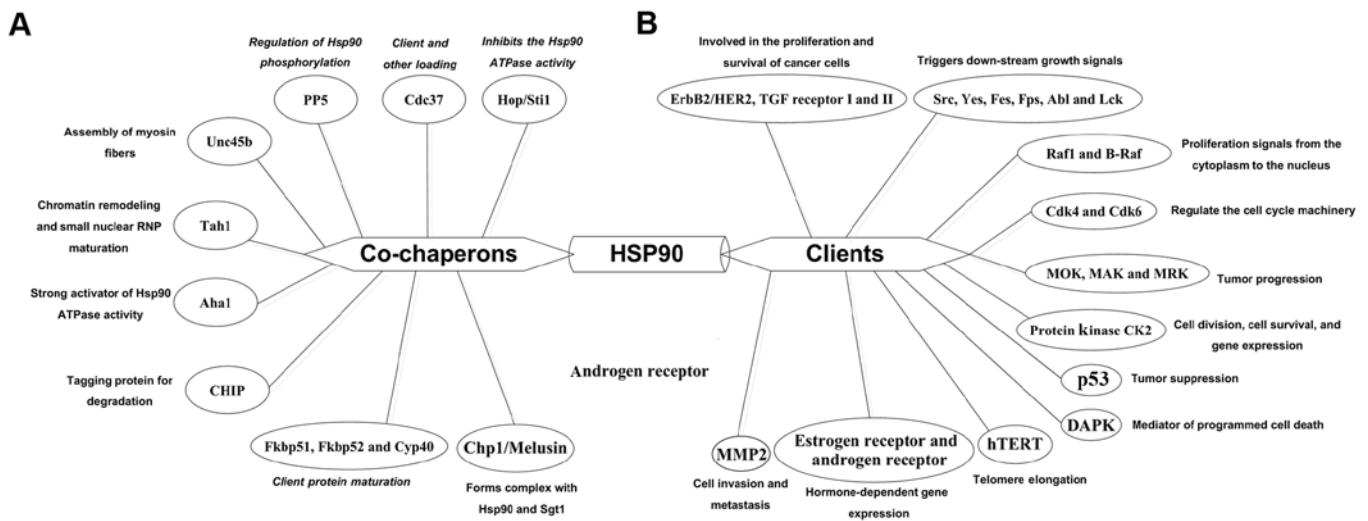 A
Regulation of Hsp90
phosphorylation
PP5
Client and
other loading
Cdc37
Inhibits the Hsp90
ATPase activity
Hop/Sti1
Assembly of myosin
fibers
Unc45b
Chromatin remodeling
and small nuclear RNP
maturation
Tah1
Strong activator of Hsp90
ATPase activity
Aha1
Tagging protein for
degradation
CHIP
Fkbp51, Fkbp52 and Cyp40
Client protein maturation
Chp1/Melusin
Forms complex with
Hsp90 and Sgt1
Co-chaperons
HSP90
Androgen receptor
B
Clients
Involved in the proliferation and
survival of cancer cells
ErbB2/HER2, TGF receptor I and II
Triggers down-stream growth signals
Src, Yes, Fes, Fps, Abl and Lck
Raf1 and B-Raf
Proliferation signals from the
cytoplasm to the nucleus
Cdk4 and Cdk6
Regulate the cell cycle machinery
MOK, MAK and MRK
Tumor progression
Protein kinase CK2
Cell division, cell survival, and
gene expression
p53
Tumor suppression
DAPK
Mediator of programmed cell death
hTERT
Telomere elongation
Estrogen receptor and
androgen receptor
Hormone-dependent gene
expression
MMP2
Cell invasion and
metastasis